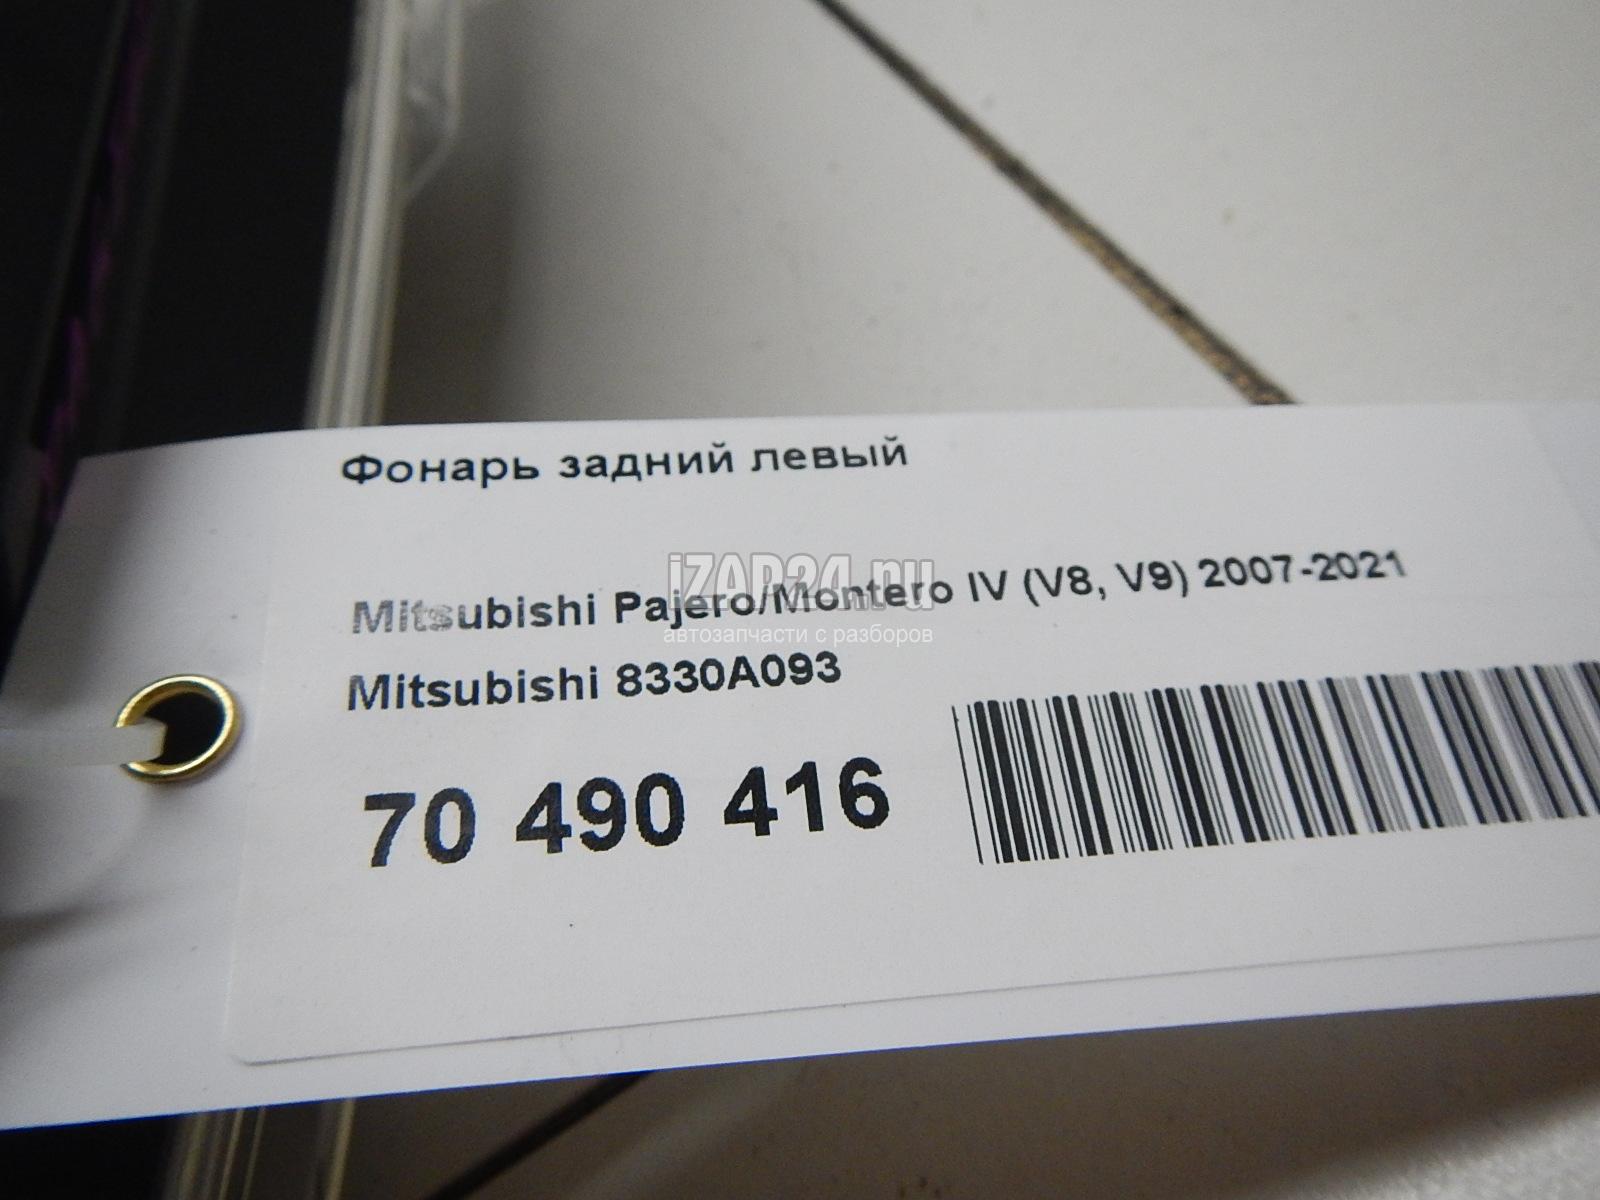 Фонарь задний левый
iZAP24.ru
Mitsubishi Pajero/Montero IV (V8, V9) 2007-2021
автозапчасти с разборов
Mitsubishi 8330A093
70 490 416